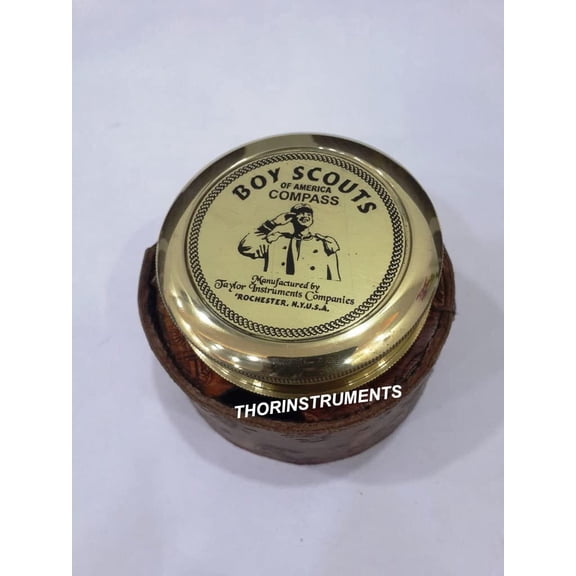 BOY SCOUTS
OF AMERICA
COMPASS
Manufactured by
Taylor Instruments Companies
'ROCHESTER, N.Y.U.S.A.
THORINSTRUMENTS